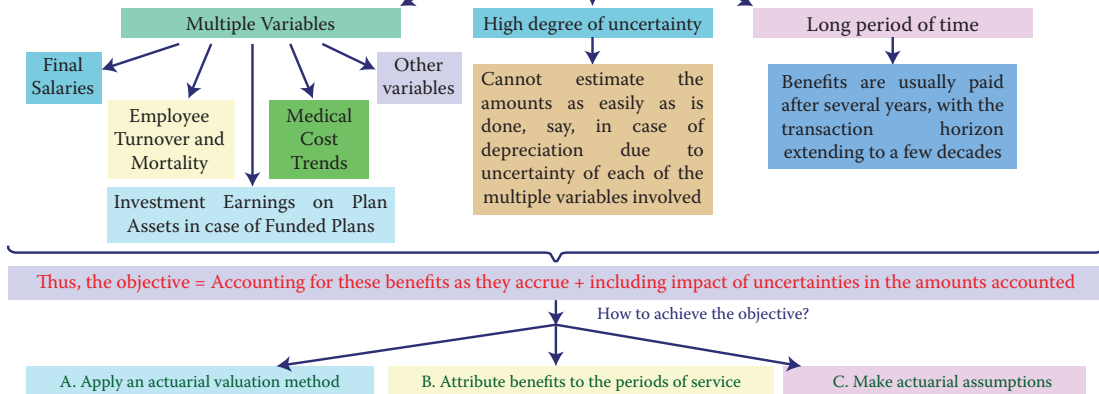 Multiple Variables
High degree of uncertainty
Long period of time
Final
Salaries
Employee
Turnover and
Mortality
Medical
Cost
Trends
Other
variables
Investment Earnings on Plan
Assets in case of Funded Plans
Cannot estimate the
amounts as easily as is
done, say, in case of
depreciation due to
uncertainty of each of the
multiple variables involved
Benefits are usually paid
after several years, with the
transaction horizon
extending to a few decades
Thus, the objective = Accounting for these benefits as they accrue + including impact of uncertainties in the amounts accounted
How to achieve the objective?
A. Apply an actuarial valuation method
B. Attribute benefits to the periods of service
C. Make actuarial assumptions